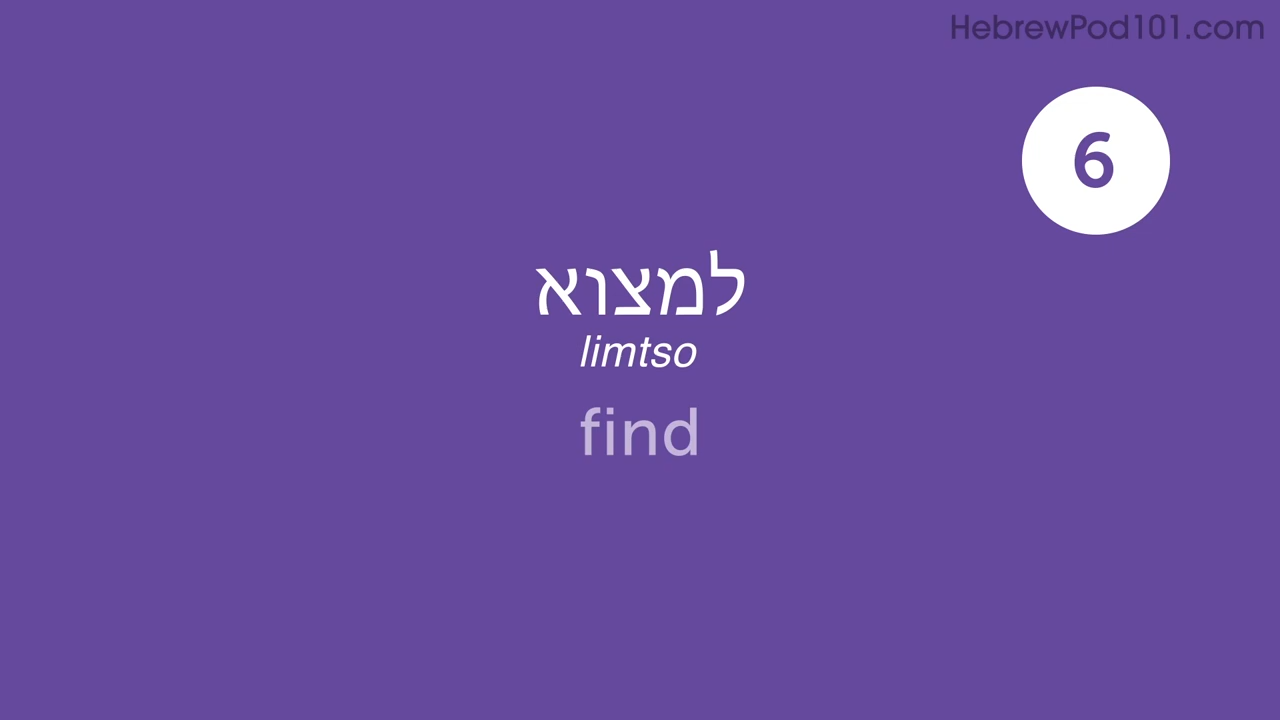 HebrewPod101.com
6
למצוא
limtso
find